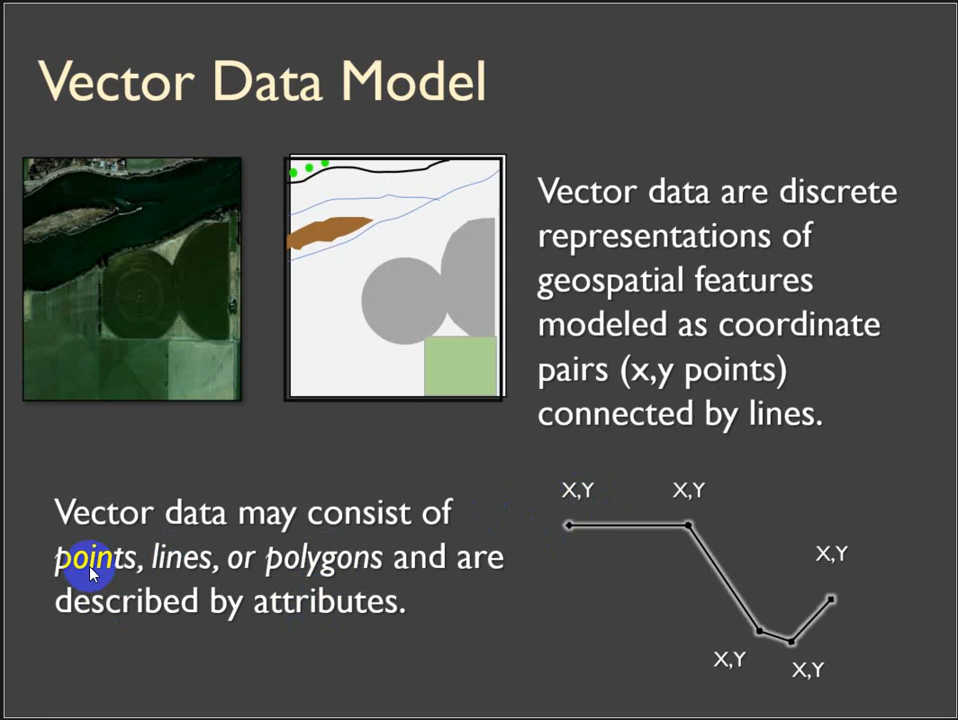 Vector Data Model
Vector data are discrete
representations of
geospatial features
modeled as coordinate
pairs (x,y points)
connected by lines.
Vector data may consist of
points, lines, or polygons and are
described by attributes.
X,Y
X,Y
X,Y
X,Y
X,Y